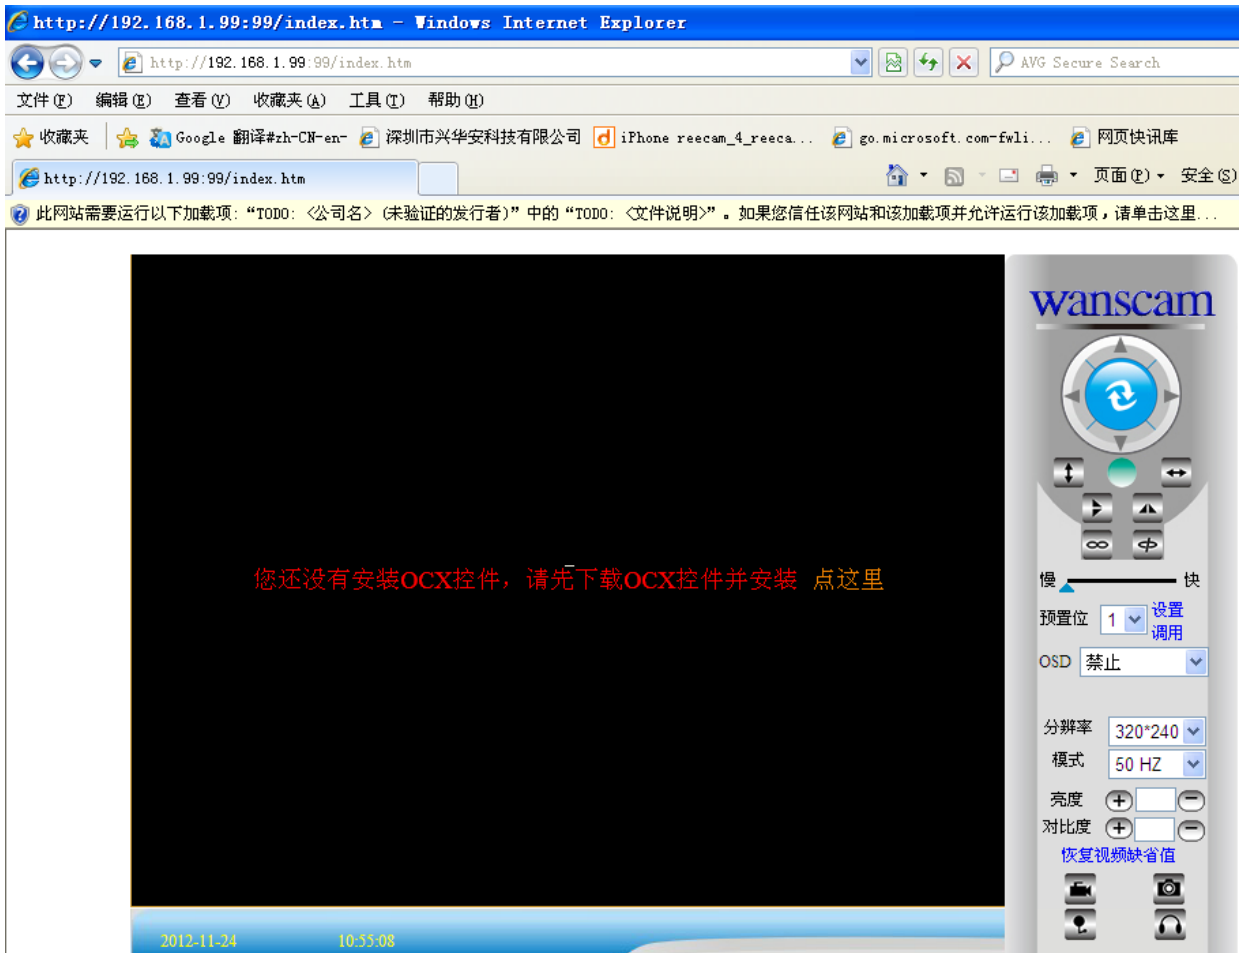 http://192.168.1.99:99/index.htm - Windows Internet Explorer
http://192.168.1.99:99/index.htm
AVG Secure Search
文件(F) 编辑(E) 查看(V) 收藏夹(A) 工具(T) 帮助(H)
收藏夹 Google 翻译#zh-CN-en- 深圳市兴华安科技有限公司 iPhone reecam_4_reeca... go.microsoft.com-fwli... 网页快讯库
http://192.168.1.99:99/index.htm
页面(P) 安全(S)
此网站需要运行以下加载项：“TODO: 〈公司名〉 (未验证的发行者)”中的“TODO: 〈文件说明〉”。如果您信任该网站和该加载项并允许运行该加载项，请单击这里...
wanscam
您还没有安装OCX控件，请先下载OCX控件并安装 点这里
慢 快
预置位 1 设置
调用
OSD 禁止
分辨率 320*240
模式 50 HZ
亮度
对比度
恢复视频缺省值
2012-11-24 10:55:08